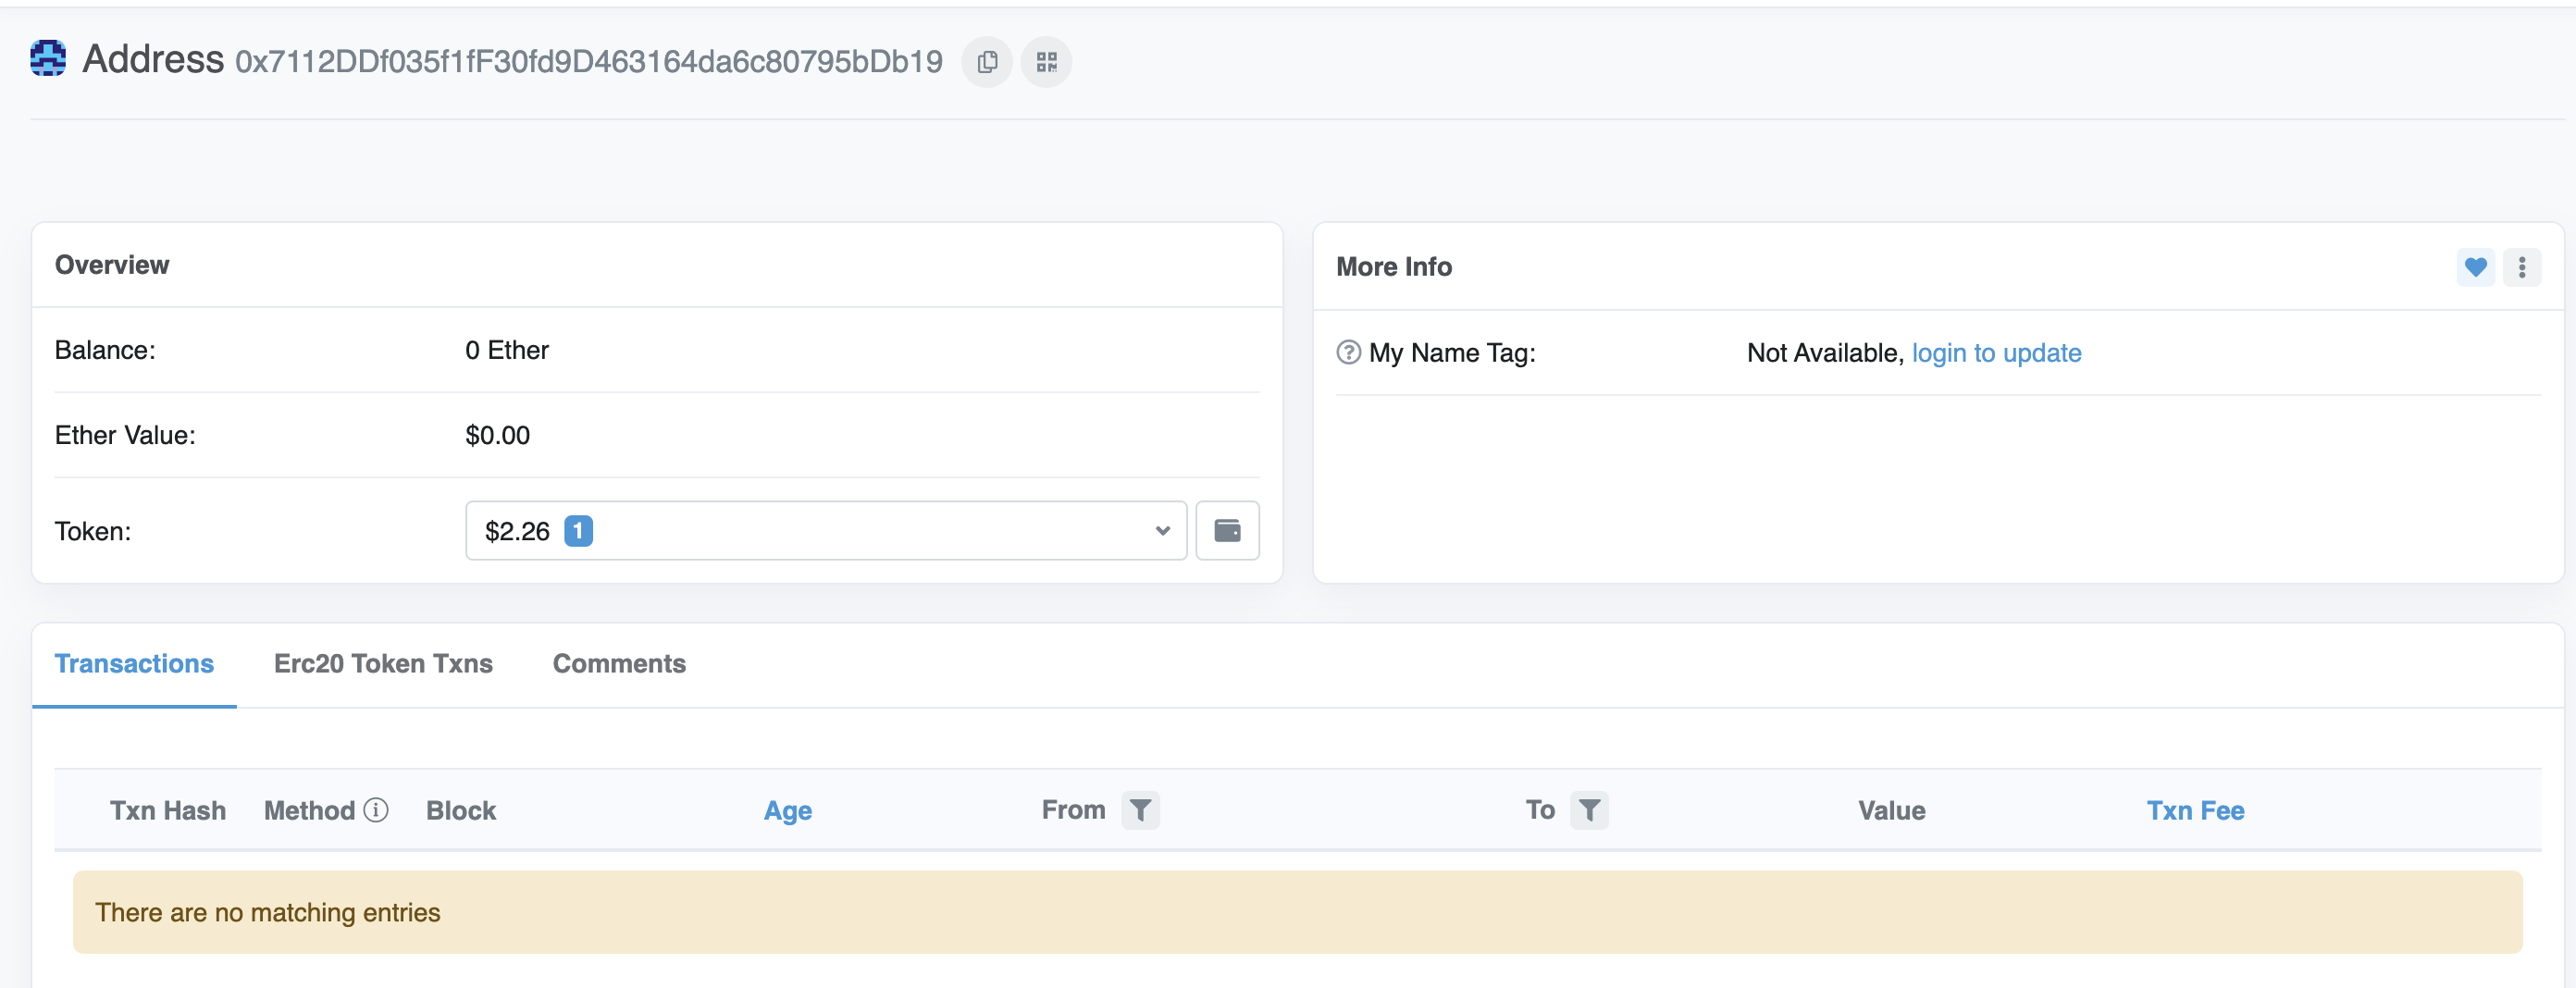 Address 0x7112DDf035f1fF30fd9D463164da6c80795bDb19
Overview
Balance: 0 Ether
Ether Value: $0.00
Token: $2.26 1
More Info
My Name Tag: Not Available, login to update
Transactions Erc20 Token Txns Comments
Txn Hash Method Block Age From To Value Txn Fee
There are no matching entries